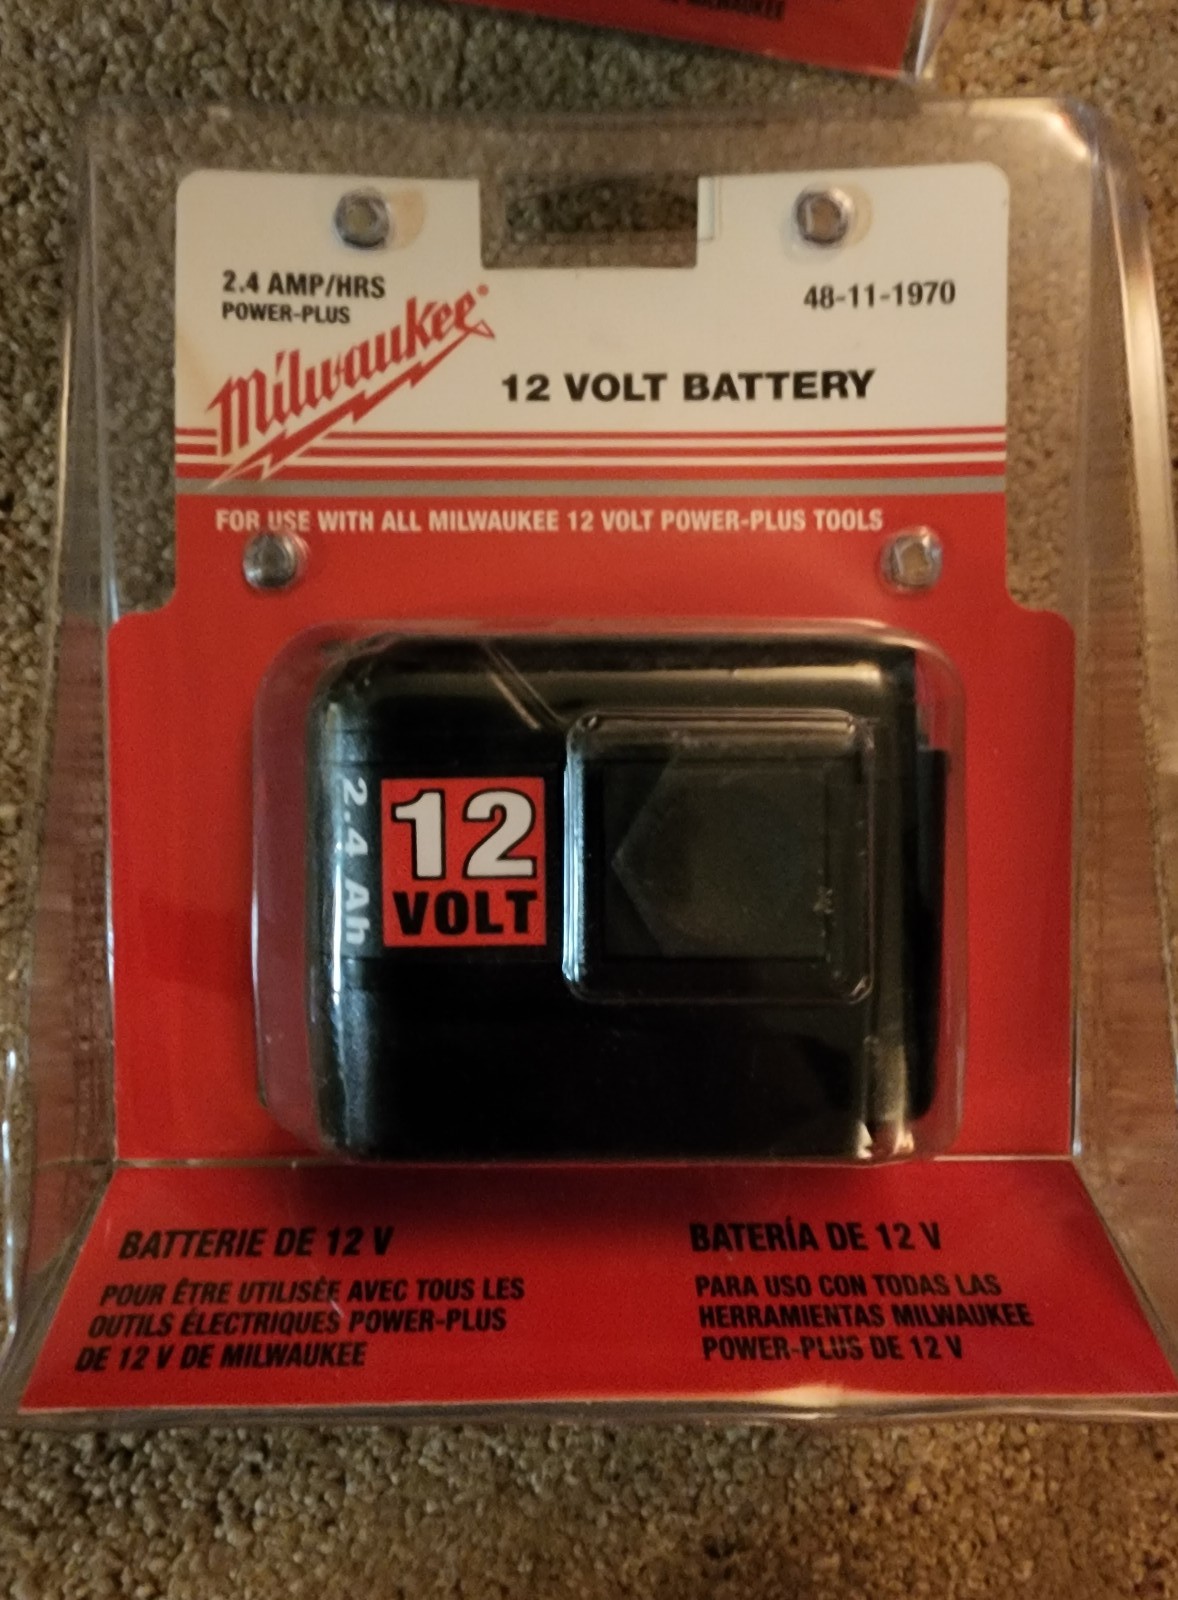 MILWAUKEE
2.4 AMP/HRS
POWER-PLUS
48-11-1970
Milwaukee®
12 VOLT BATTERY
FOR USE WITH ALL MILWAUKEE 12 VOLT POWER-PLUS TOOLS
2.4 Ah
12
VOLT
BATTERIE DE 12 V
POUR ÊTRE UTILISÈE AVEC TOUS LES
OUTILS ÉLECTRIQUES POWER-PLUS
DE 12 V DE MILWAUKEE
BATERÍA DE 12 V
PARA USO CON TODAS LAS
HERRAMIENTAS MILWAUKEE
POWER-PLUS DE 12 V